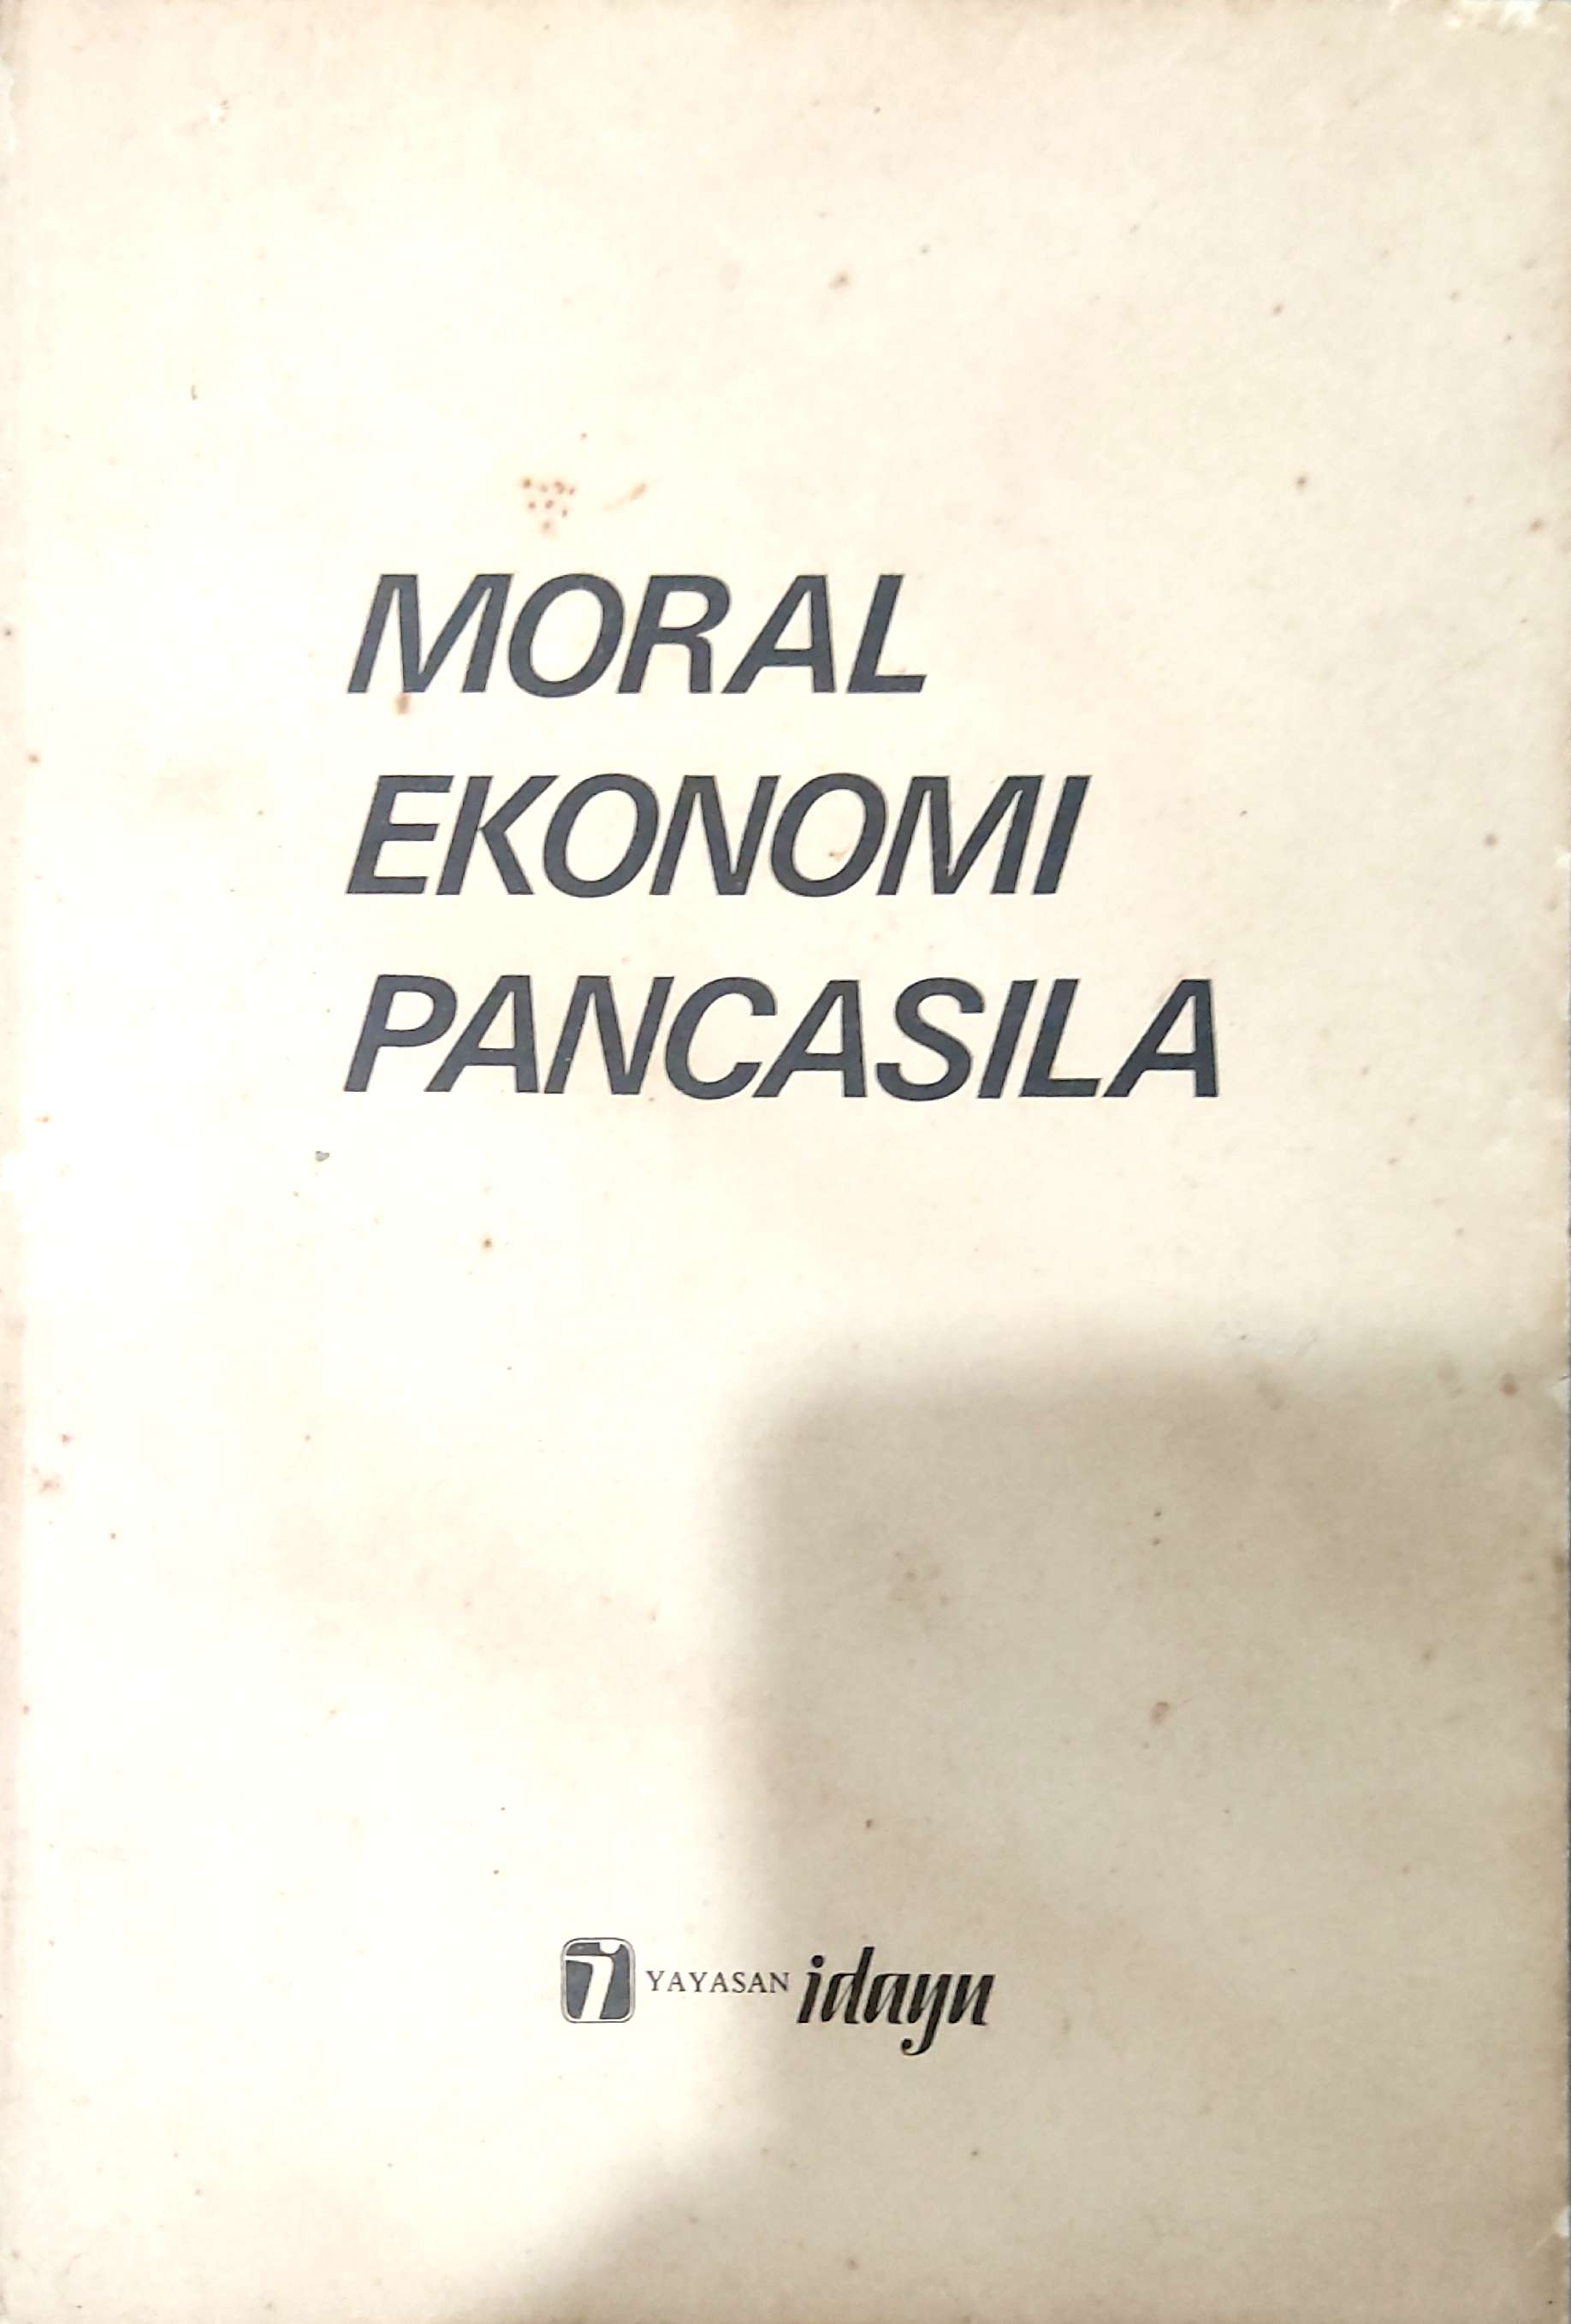 MORAL
EKONOMI
PANCASILA
YAYASAN idayu